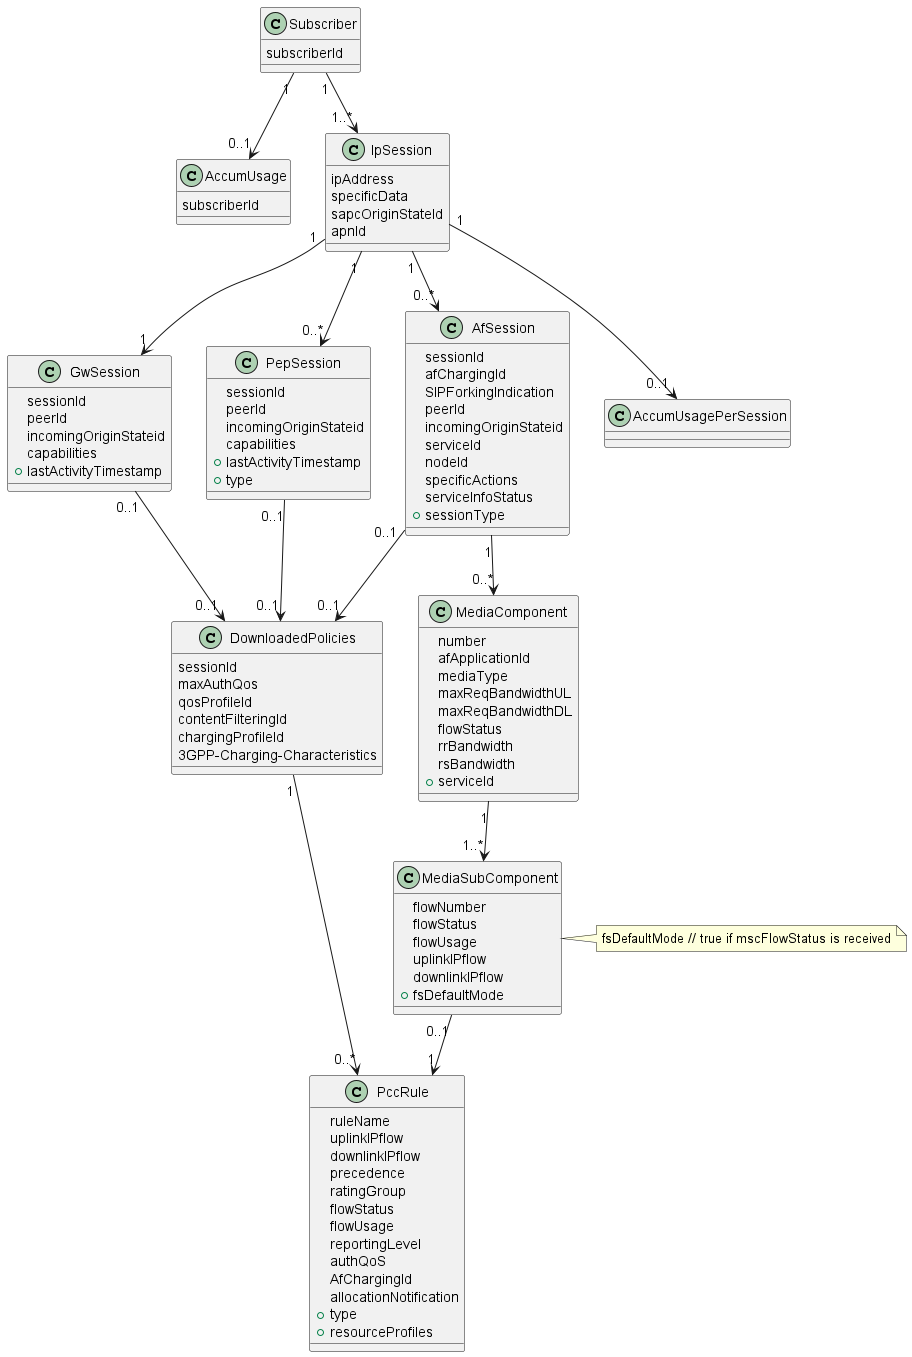 C Subscriber
subscriberId
1
1
0..1
1..*
C AccumUsage
subscriberId
C IpSession
ipAddress
specificData
sapcOriginStateId
apnId
1
1
1
1
1
0..*
0..*
0..1
C GwSession
sessionId
peerId
incomingOriginStateid
capabilities
lastActivityTimestamp
C PepSession
sessionId
peerId
incomingOriginStateid
capabilities
lastActivityTimestamp
type
C AfSession
sessionId
afChargingId
SIPForkingIndication
peerId
incomingOriginStateid
serviceId
nodeId
specificActions
serviceInfoStatus
sessionType
C AccumUsagePerSession
0..1
0..1
0..1
1
0..1
0..1
0..1
0..*
C DownloadedPolicies
sessionId
maxAuthQos
qosProfileId
contentFilteringId
chargingProfileId
3GPP-Charging-Characteristics
C MediaComponent
number
afApplicationId
mediaType
maxReqBandwidthUL
maxReqBandwidthDL
flowStatus
rrBandwidth
rsBandwidth
serviceId
1
1
1..*
C MediaSubComponent
flowNumber
flowStatus
flowUsage
uplinkIPflow
downlinkIPflow
fsDefaultMode
fsDefaultMode // true if mscFlowStatus is received
0..1
0..*
1
C PccRule
ruleName
uplinkIPflow
downlinkIPflow
precedence
ratingGroup
flowStatus
flowUsage
reportingLevel
authQoS
AfChargingId
allocationNotification
type
resourceProfiles